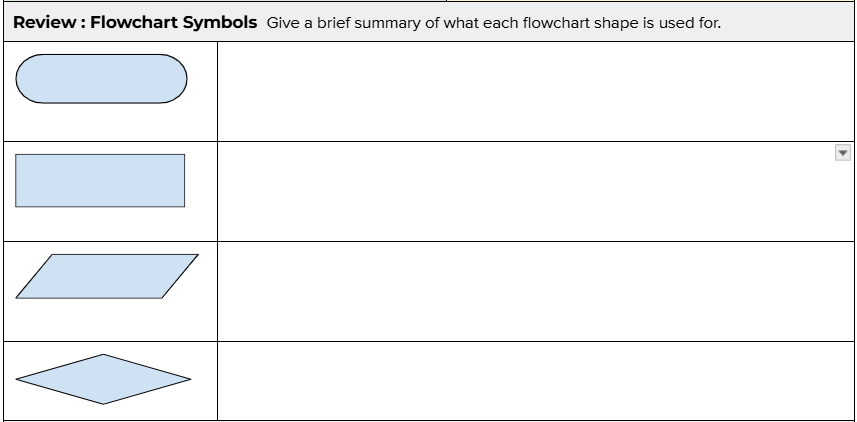 Review : Flowchart Symbols Give a brief summary of what each flowchart shape is used for.